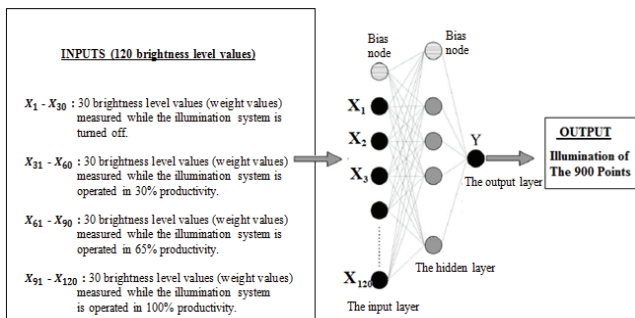 INPUTS (120 brightness level values)
X1 - X30 : 30 brightness level values (weight values)
measured while the illumination system is
turned off.
X31 - X60 : 30 brightness level values (weight values)
measured while the illumination system is
operated in 30% productivity.
X61 - X90 : 30 brightness level values (weight values)
measured while the illumination system is
operated in 65% productivity.
X91 - X120 : 30 brightness level values (weight values)
measured while the illumination system
is operated in 100% productivity.
Bias
node
Bias
node
X1
X2
X3
X120
The input layer
The hidden layer
Y
The output layer
OUTPUT
Illumination of
The 900 Points